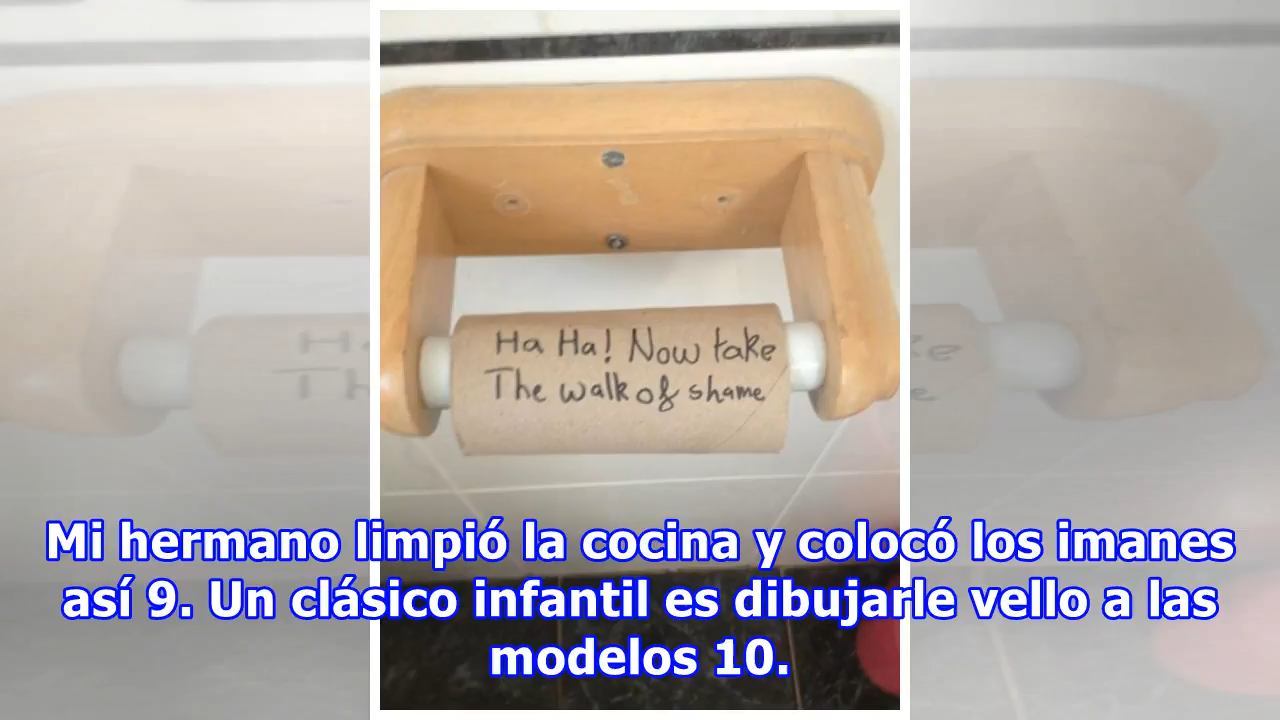 Ha Ha! Now take
The walk of shame
Mi hermano limpió la cocina y colocó los imanes
así 9. Un clásico infantil es dibujarle vello a las
modelos 10.